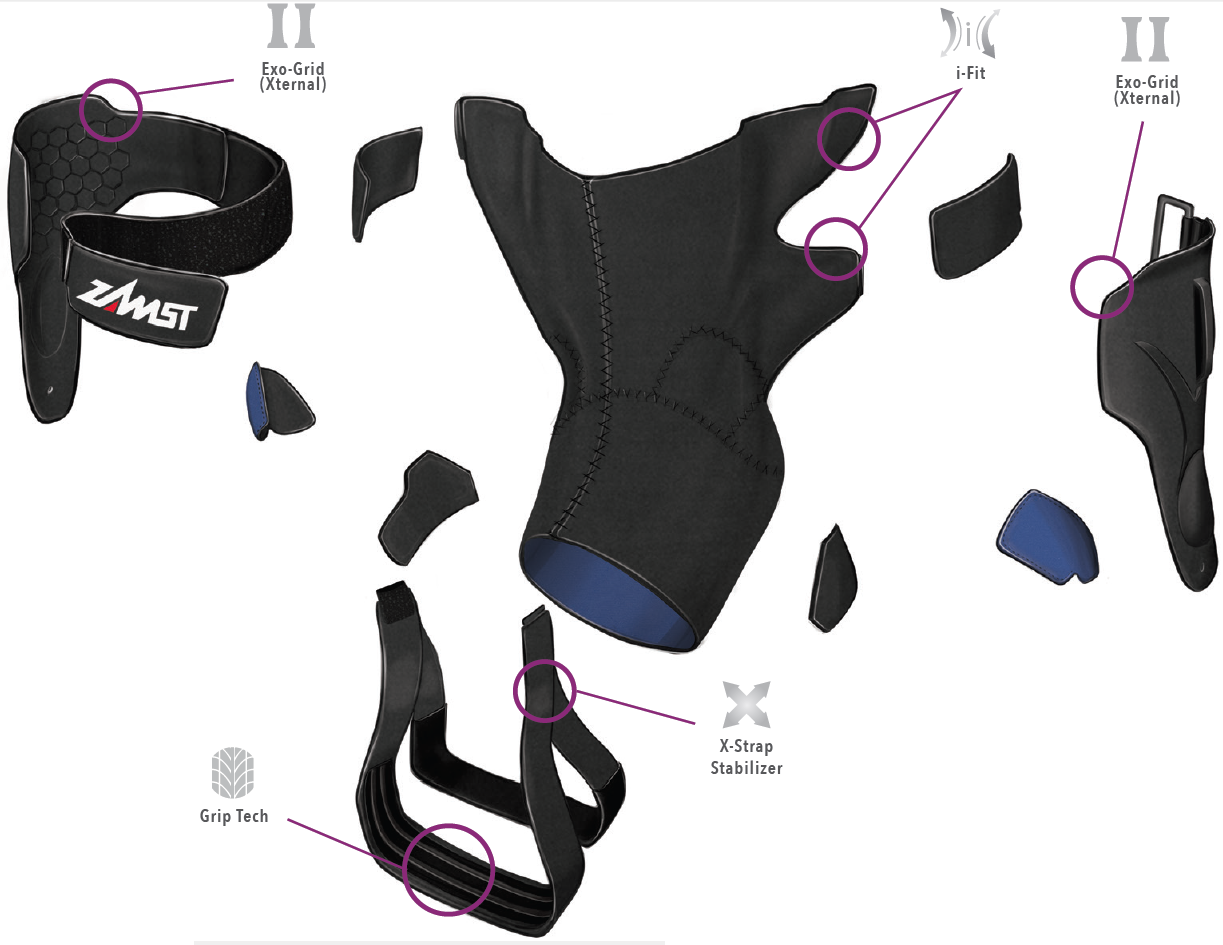 Exo-Grid
(Xternal)
i-Fit
Exo-Grid
(Xternal)
ZAMST
X-Strap
Stabilizer
Grip Tech